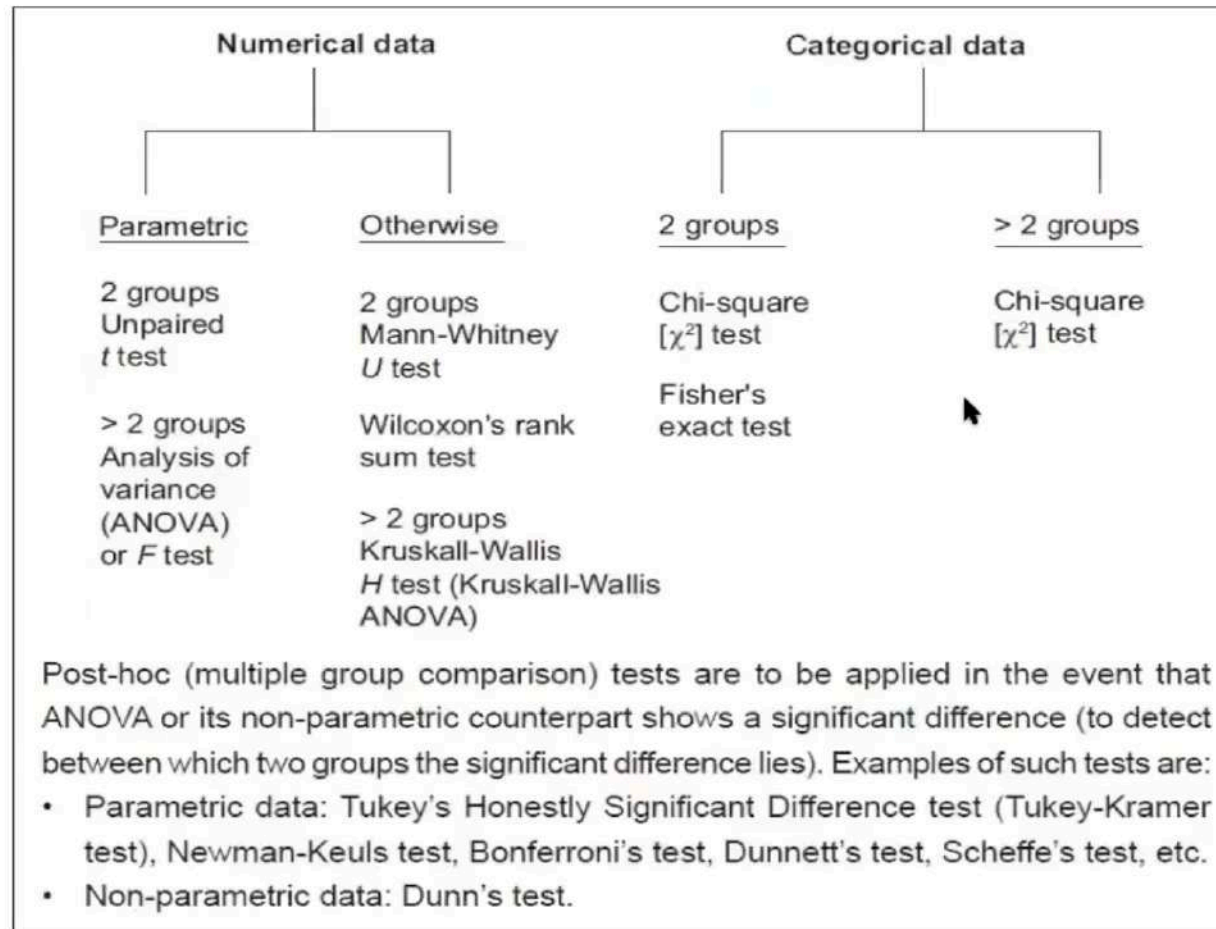 Numerical data
Categorical data
Parametric
2 groups
Unpaired
t test
> 2 groups
Analysis of
variance
(ANOVA)
or F test
Otherwise
2 groups
Mann-Whitney
U test
Wilcoxon's rank
sum test
> 2 groups
Kruskall-Wallis
H test (Kruskall-Wallis
ANOVA)
2 groups
Chi-square
[χ²] test
Fisher's
exact test
> 2 groups
Chi-square
[χ²] test
Post-hoc (multiple group comparison) tests are to be applied in the event that
ANOVA or its non-parametric counterpart shows a significant difference (to detect
between which two groups the significant difference lies). Examples of such tests are:
• Parametric data: Tukey's Honestly Significant Difference test (Tukey-Kramer
test), Newman-Keuls test, Bonferroni's test, Dunnett's test, Scheffe's test, etc.
• Non-parametric data: Dunn's test.